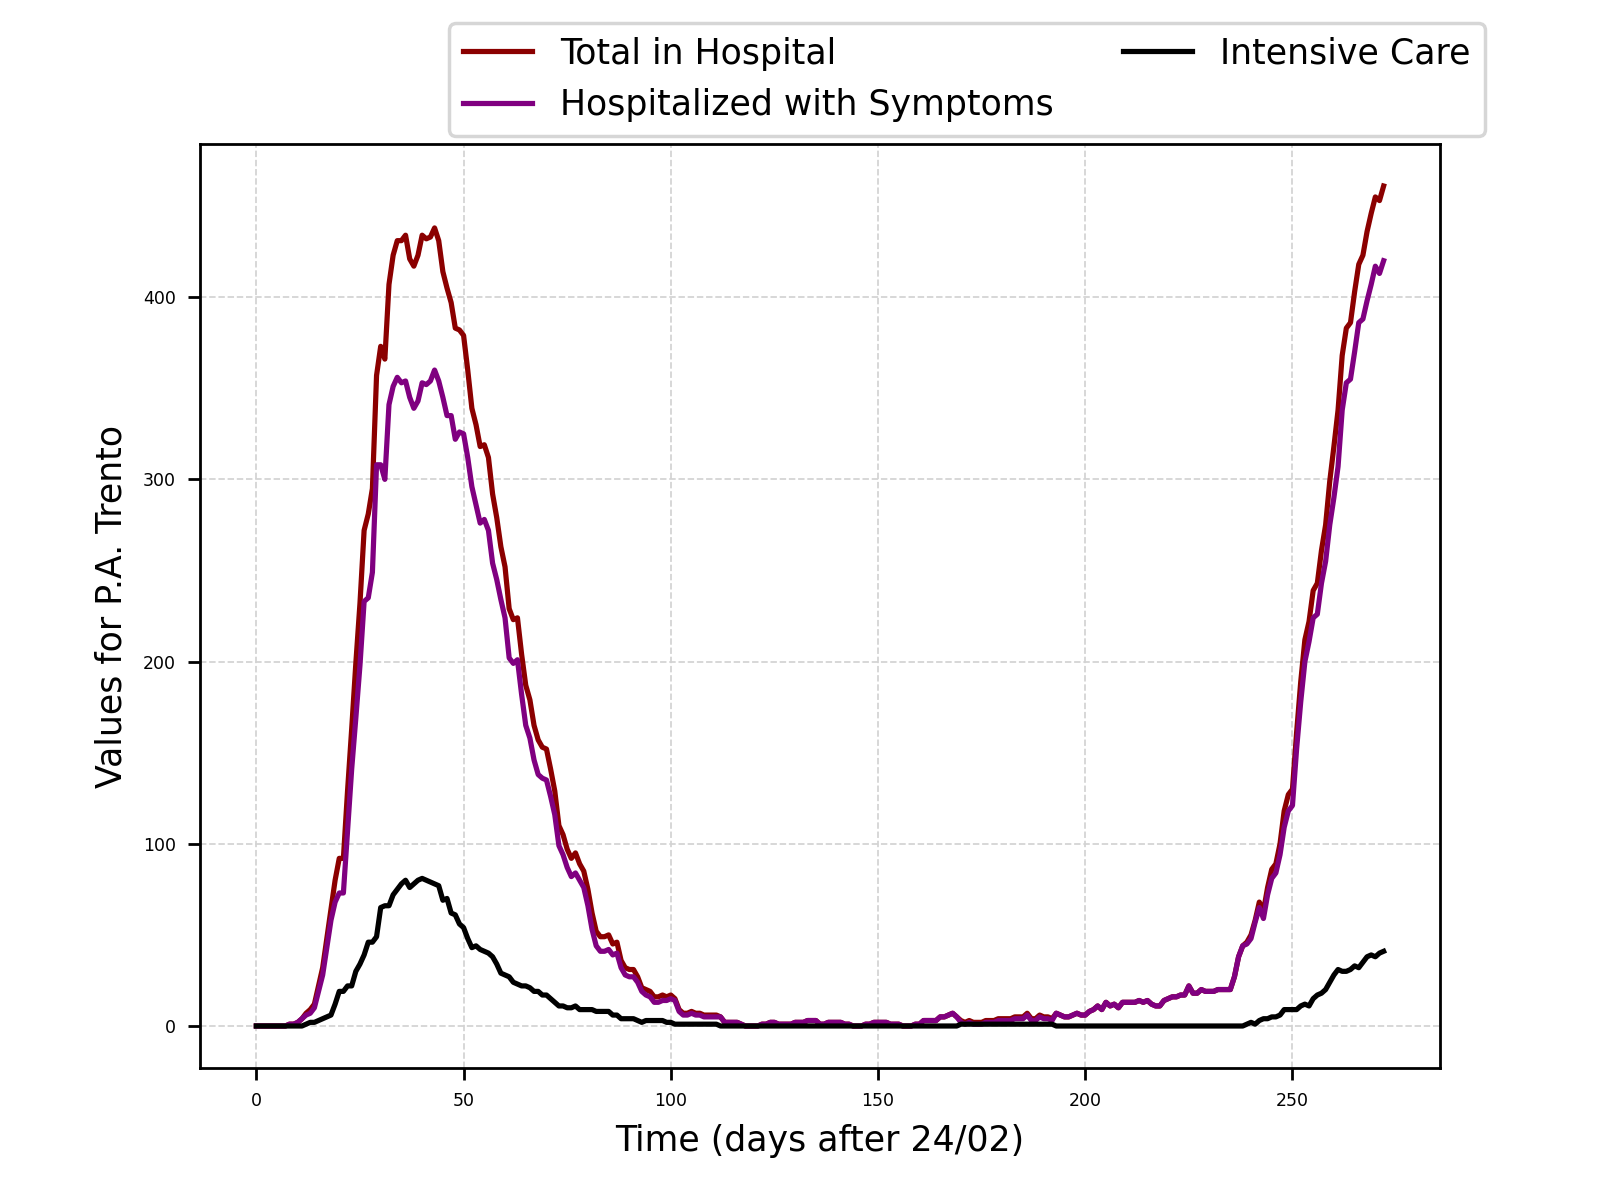 Total in Hospital
Hospitalized with Symptoms
Intensive Care
Values for P.A. Trento
400
300
200
100
0
0 50 100 150 200 250
Time (days after 24/02)